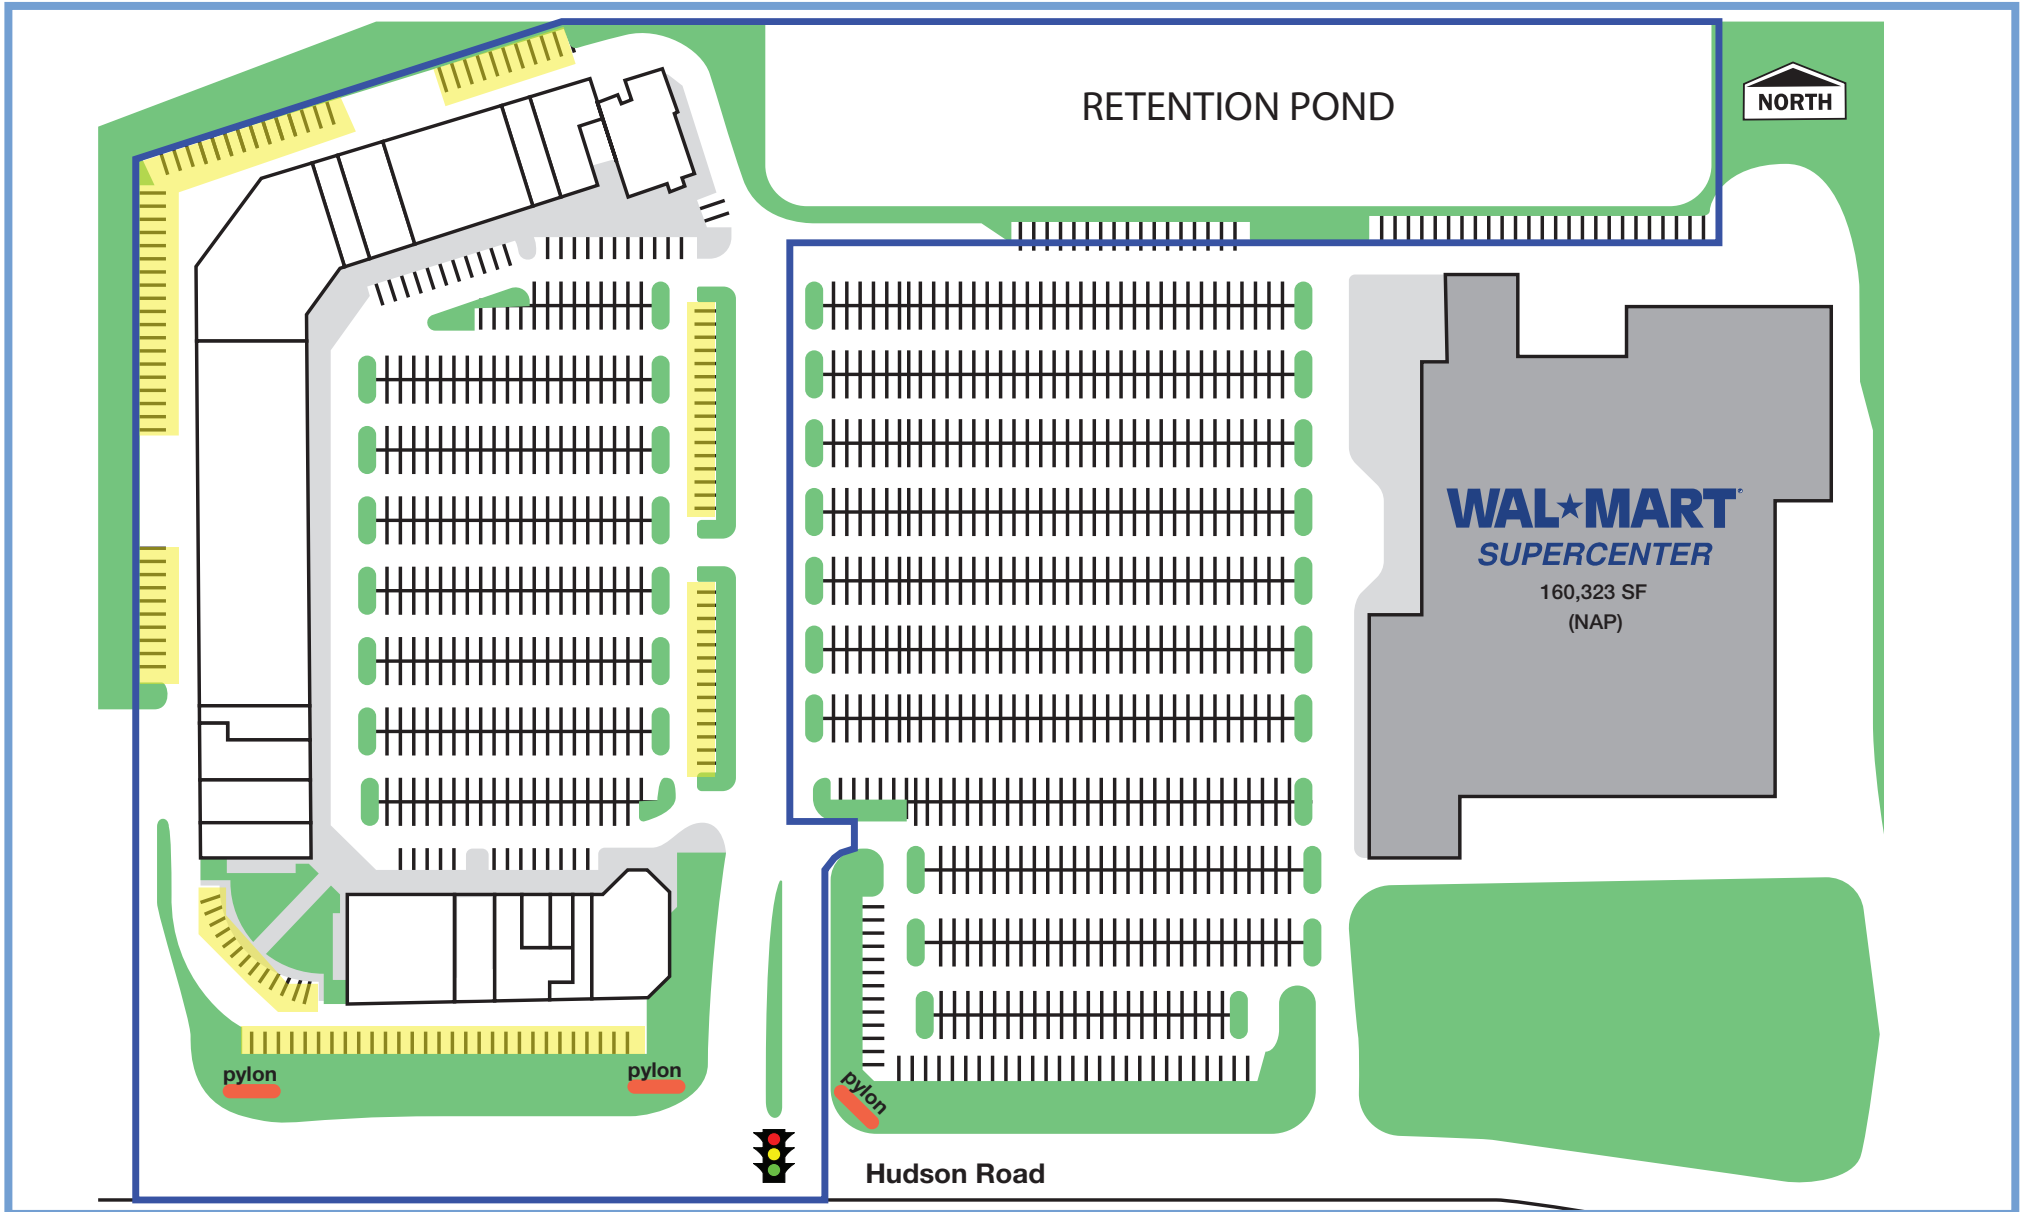 RETENTION POND
NORTH
WAL★MART
SUPERCENTER
160,323 SF
(NAP)
pylon
pylon
pylon
Hudson Road